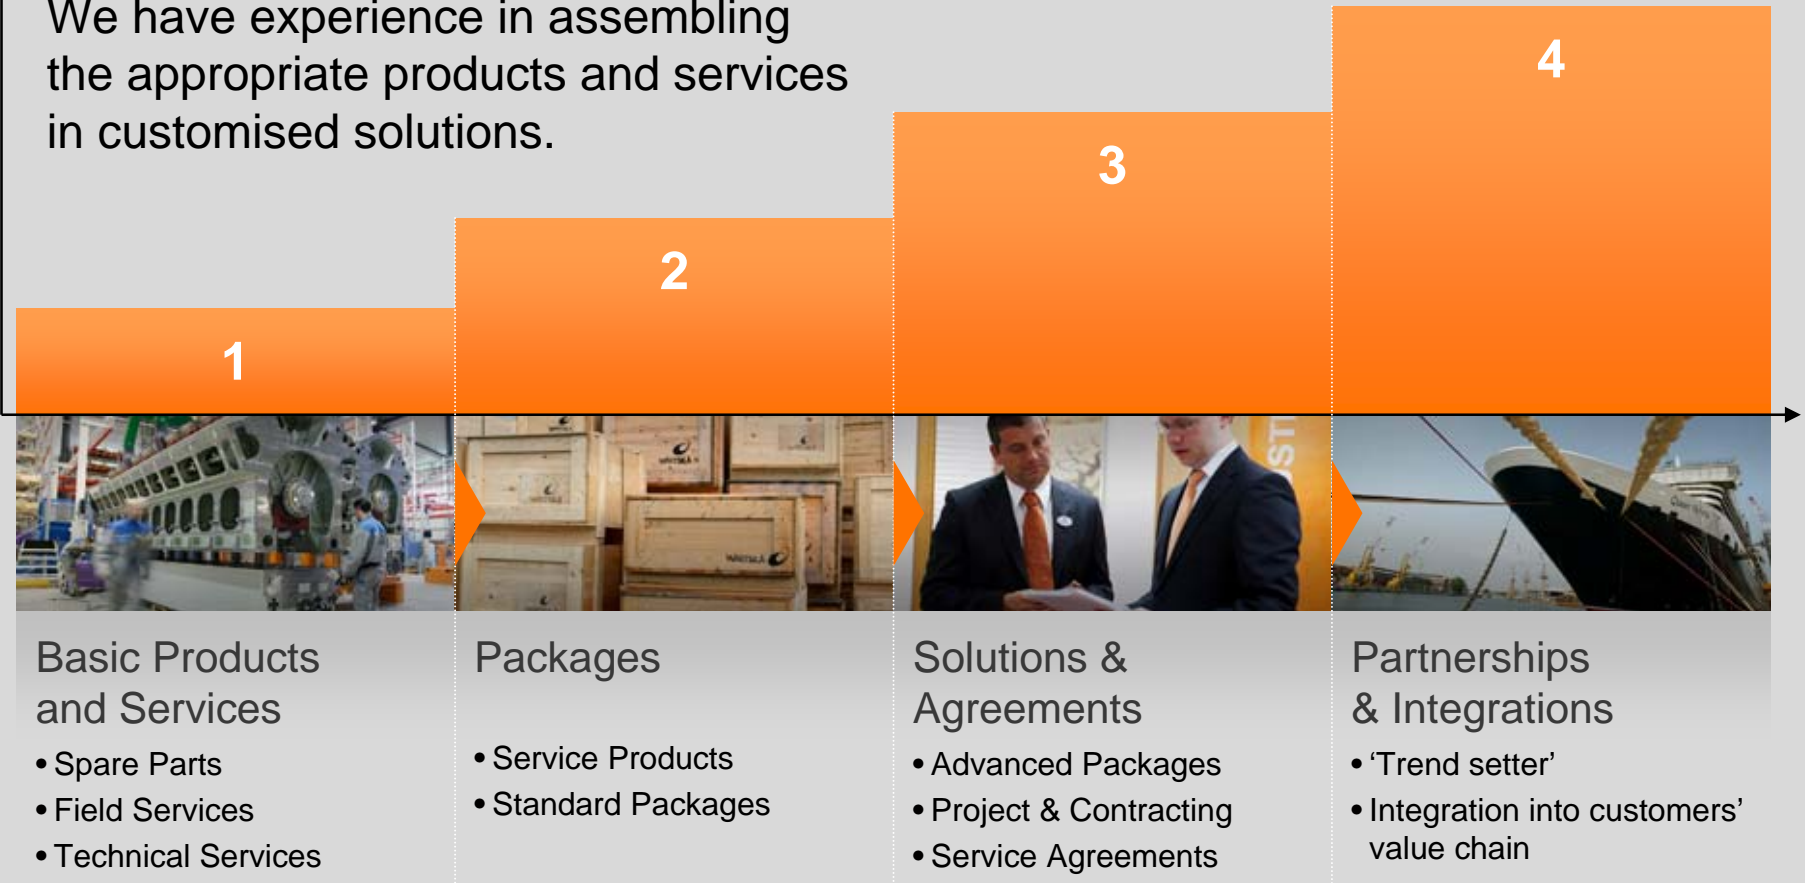 We have experience in assembling
the appropriate products and services
in customised solutions.
1
2
3
4
WÄRTSILÄ
STI
Basic Products
and Services
• Spare Parts
• Field Services
• Technical Services
Packages
• Service Products
• Standard Packages
Solutions &
Agreements
• Advanced Packages
• Project & Contracting
• Service Agreements
Partnerships
& Integrations
• ‘Trend setter’
• Integration into customers’
value chain